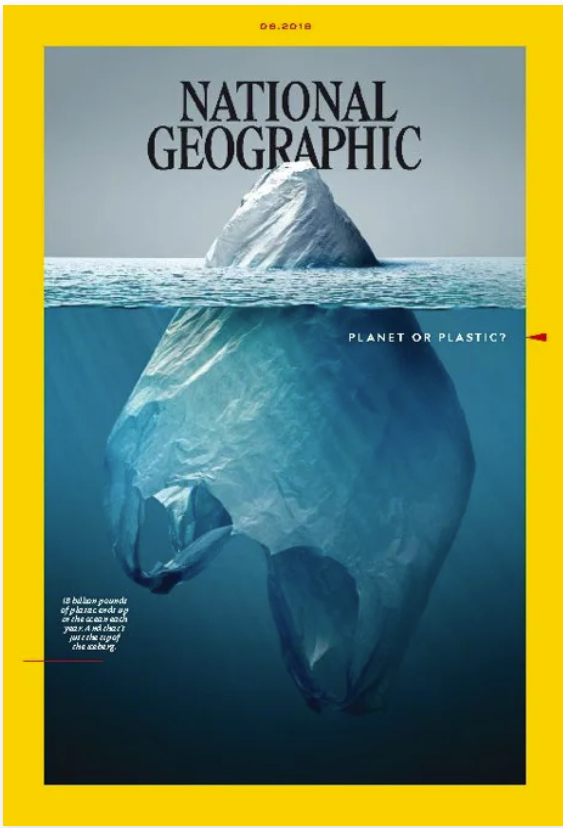 06.2018
NATIONAL
GEOGRAPHIC
PLANET OR PLASTIC?
18 billion pounds
of plastic ends up
in the ocean each
year. And that's
just the tip of
the iceberg.